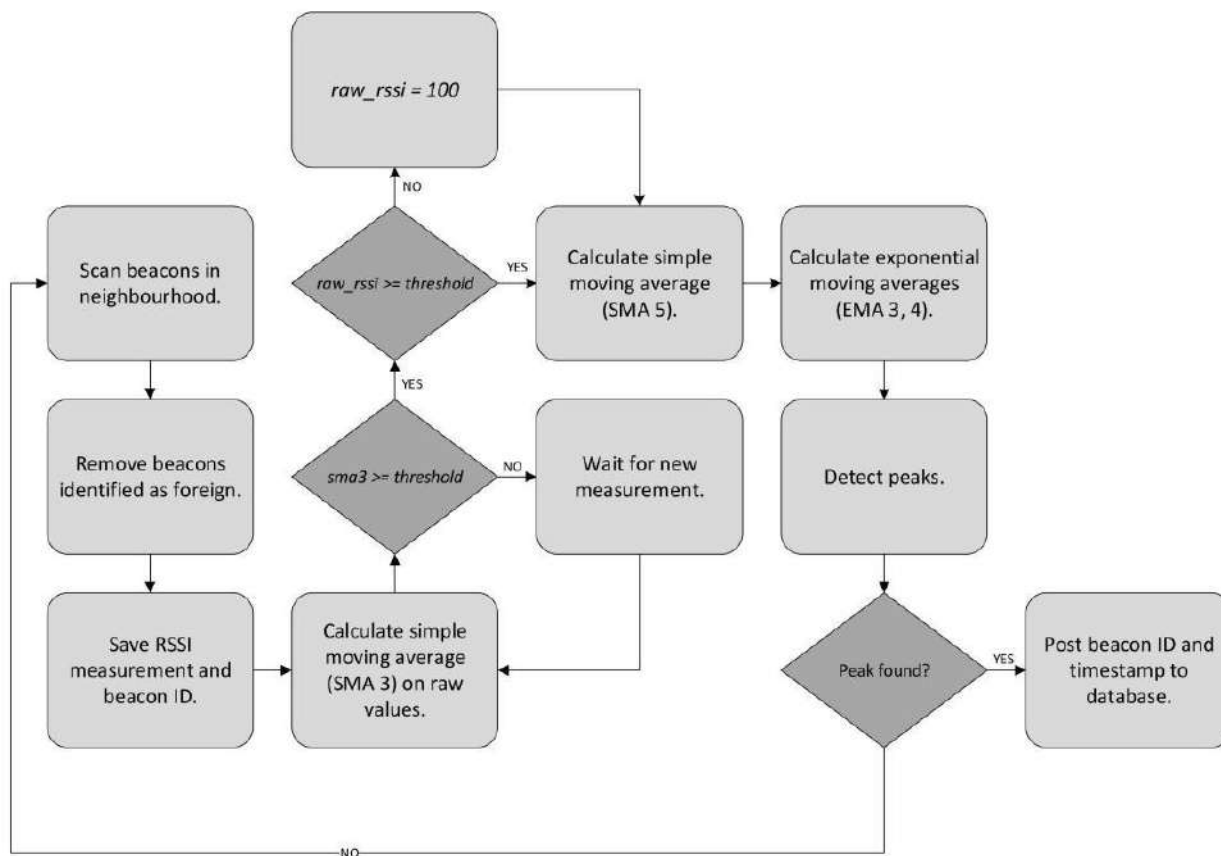 raw_rssi = 100
NO
Scan beacons in
neighbourhood.
raw_rssi >= threshold
YES
Calculate simple
moving average
(SMA 5).
Calculate exponential
moving averages
(EMA 3, 4).
YES
Remove beacons
identified as foreign.
sma3 >= threshold
NO
Wait for new
measurement.
Detect peaks.
Save RSSI
measurement and
beacon ID.
Calculate simple
moving average
(SMA 3) on raw
values.
Peak found?
YES
Post beacon ID and
timestamp to
database.
NO